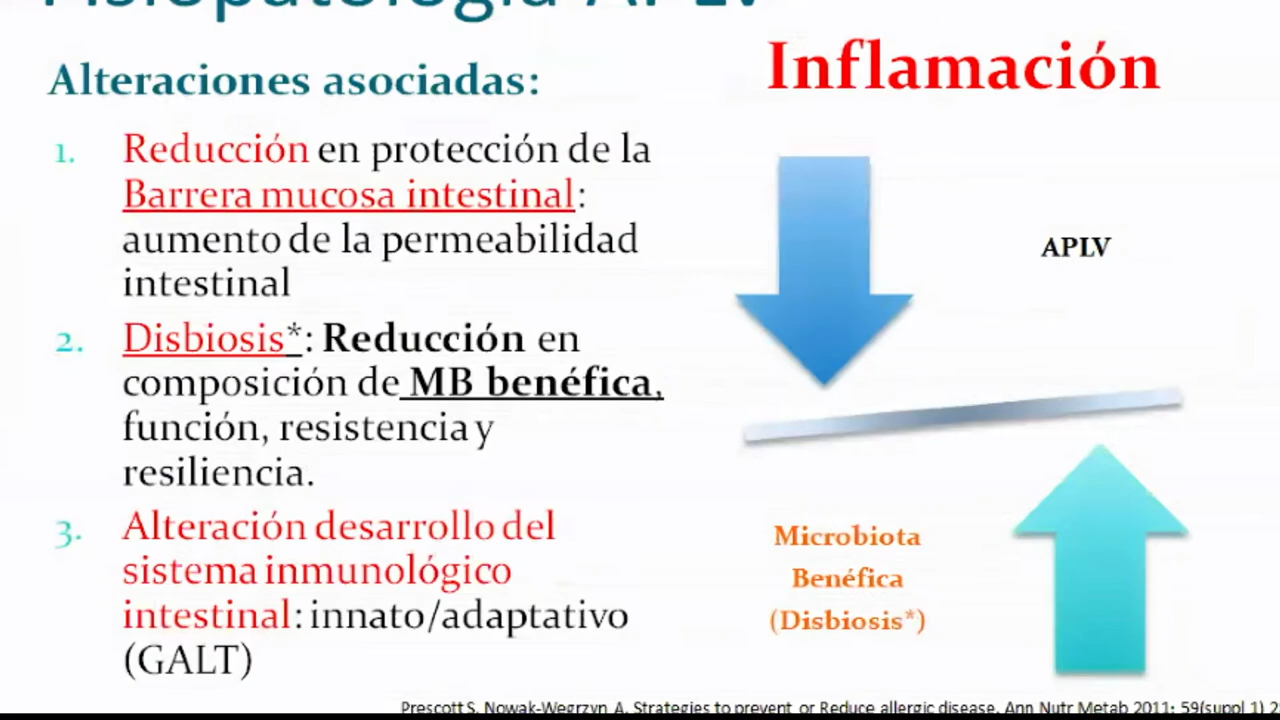 Fisiopatología APLV
Alteraciones asociadas:
1. Reducción en protección de la
Barrera mucosa intestinal:
aumento de la permeabilidad
intestinal
2. Disbiosis*: Reducción en
composición de MB benéfica,
función, resistencia y
resiliencia.
3. Alteración desarrollo del
sistema inmunológico
intestinal: innato/adaptativo
(GALT)
Inflamación
APLV
Microbiota
Benéfica
(Disbiosis*)
Prescott S, Nowak-Wegrzyn A. Strategies to prevent or Reduce allergic disease. Ann Nutr Metab 2011; 59(suppl 1)